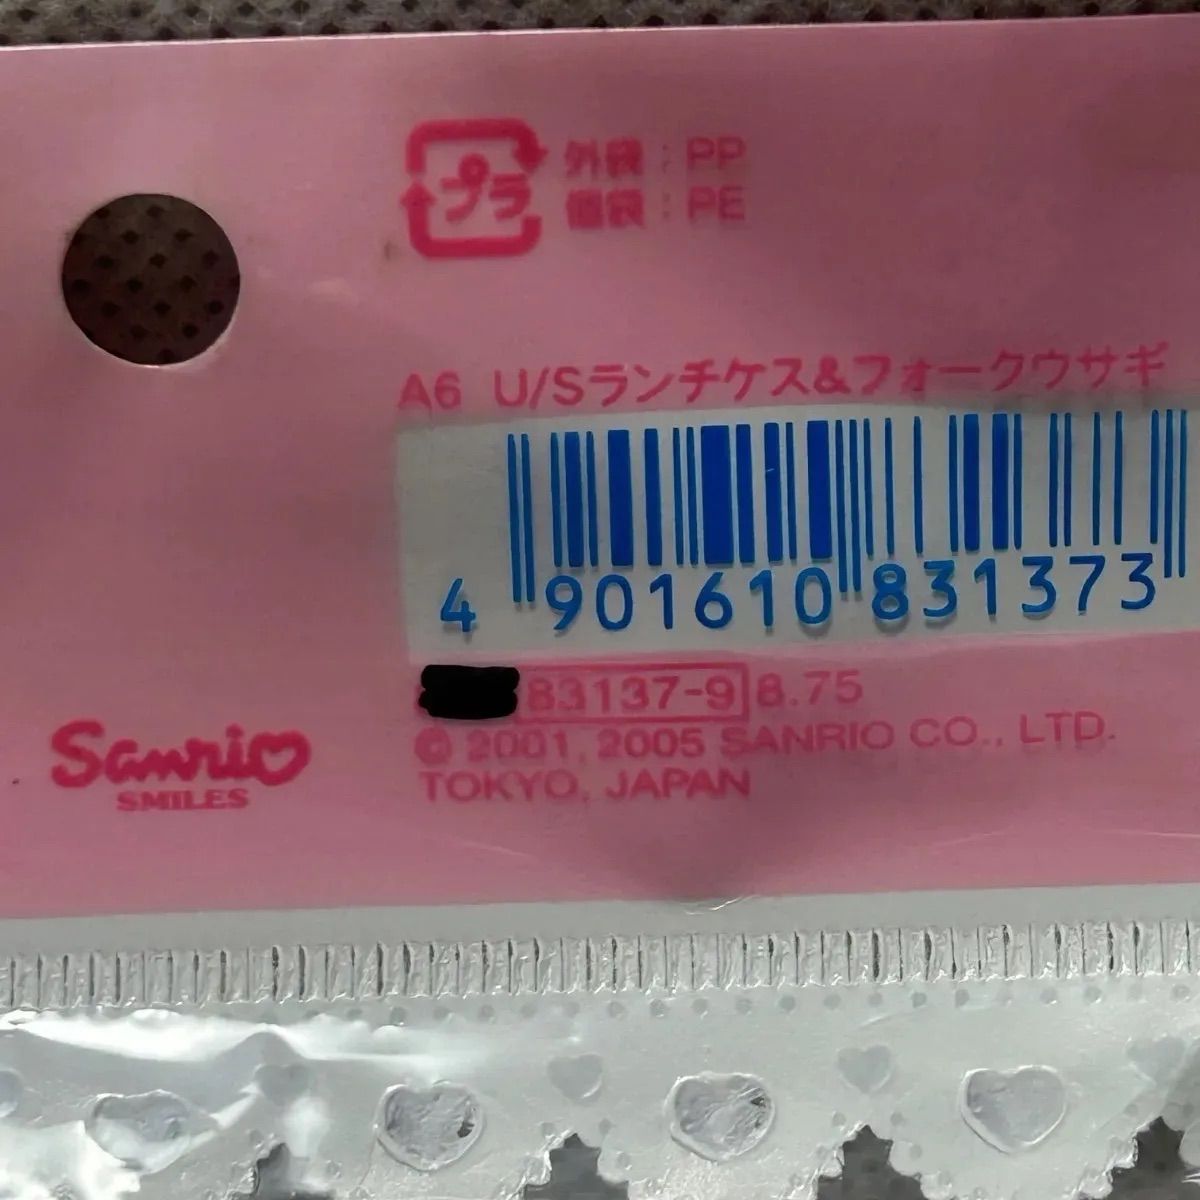 プラ
外袋:PP
個袋:PE
A6 U/Sランチケス&フォークウサギ
4 901610 831373
83137-9 8.75
© 2001, 2005 SANRIO CO., LTD.
TOKYO, JAPAN
Sanrio
SMILES